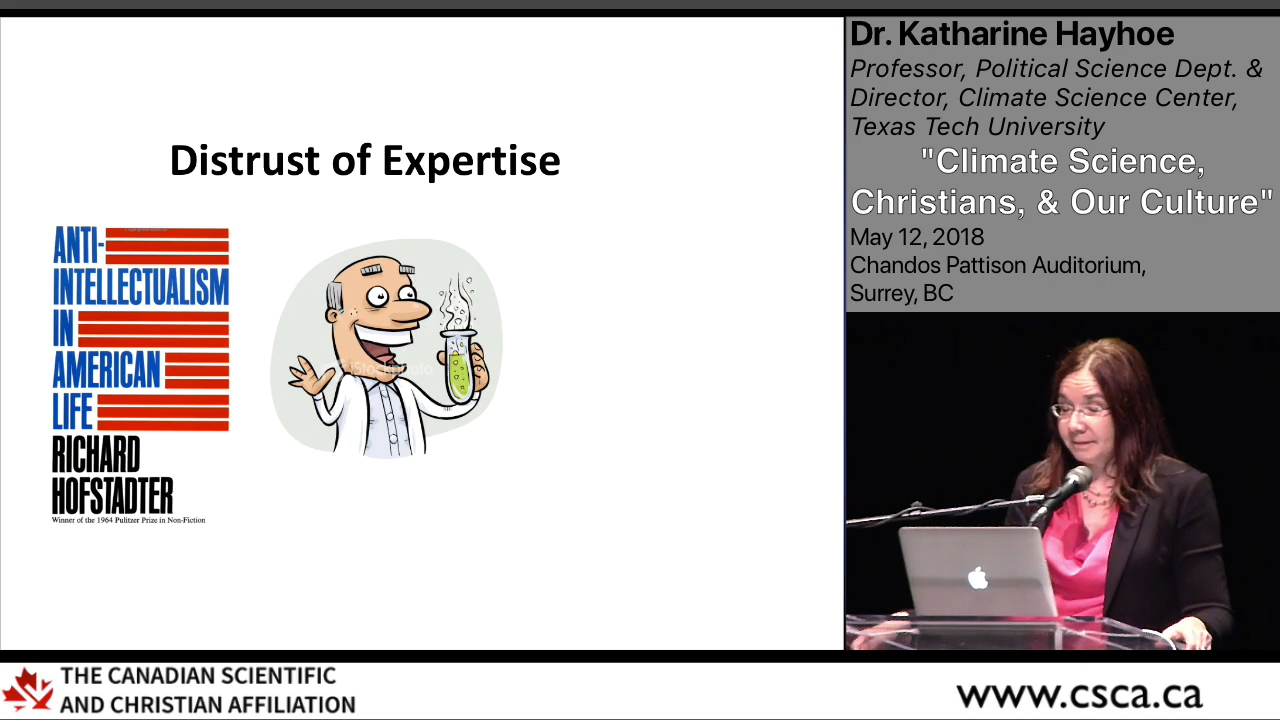 Distrust of Expertise
ANTI-
INTELLECTUALISM
IN
AMERICAN
LIFE
RICHARD
HOFSTADTER
Winner of the 1964 Pulitzer Prize in Non-Fiction
iStockphoto
Dr. Katharine Hayhoe
Professor, Political Science Dept. &
Director, Climate Science Center,
Texas Tech University
"Climate Science,
Christians, & Our Culture"
May 12, 2018
Chandos Pattison Auditorium,
Surrey, BC
THE CANADIAN SCIENTIFIC
AND CHRISTIAN AFFILIATION
www.csca.ca